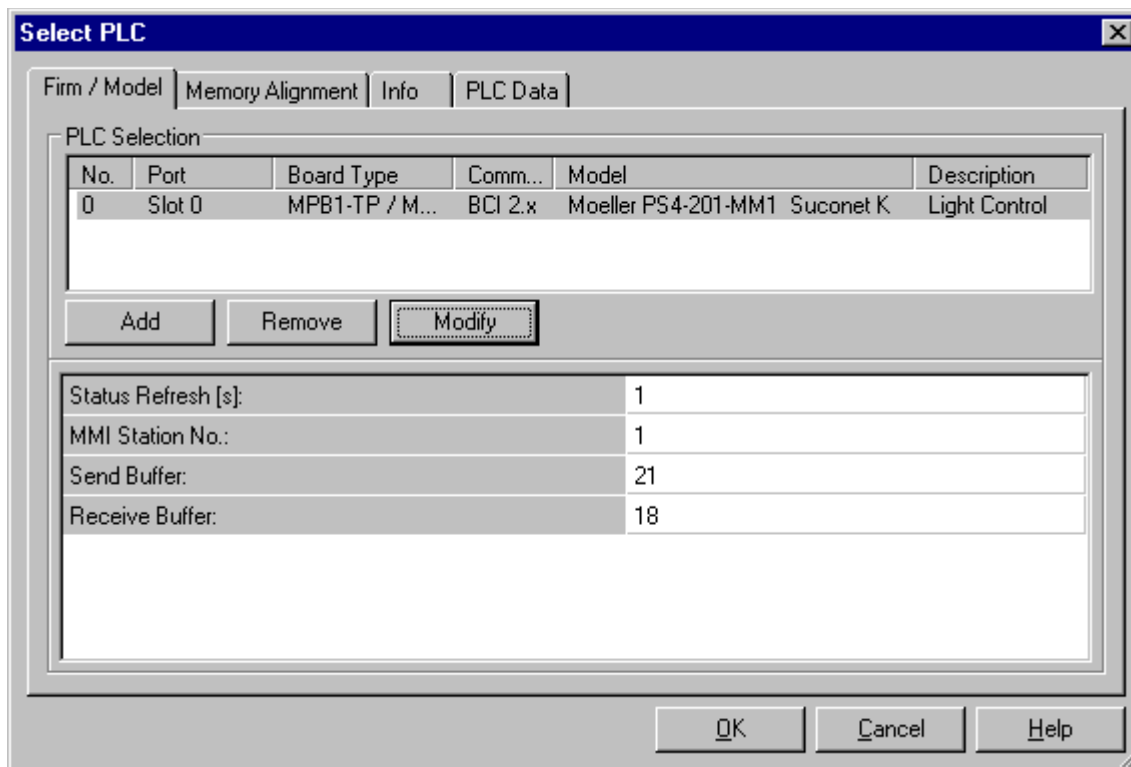 Select PLC
Firm / Model Memory Alignment Info PLC Data
PLC Selection
No. Port Board Type Comm... Model Description
0 Slot 0 MPB1-TP / M... BCI 2.x Moeller PS4-201-MM1 Suconet K Light Control
Add Remove Modify
Status Refresh [s]: 1
MMI Station No.: 1
Send Buffer: 21
Receive Buffer: 18
OK Cancel Help